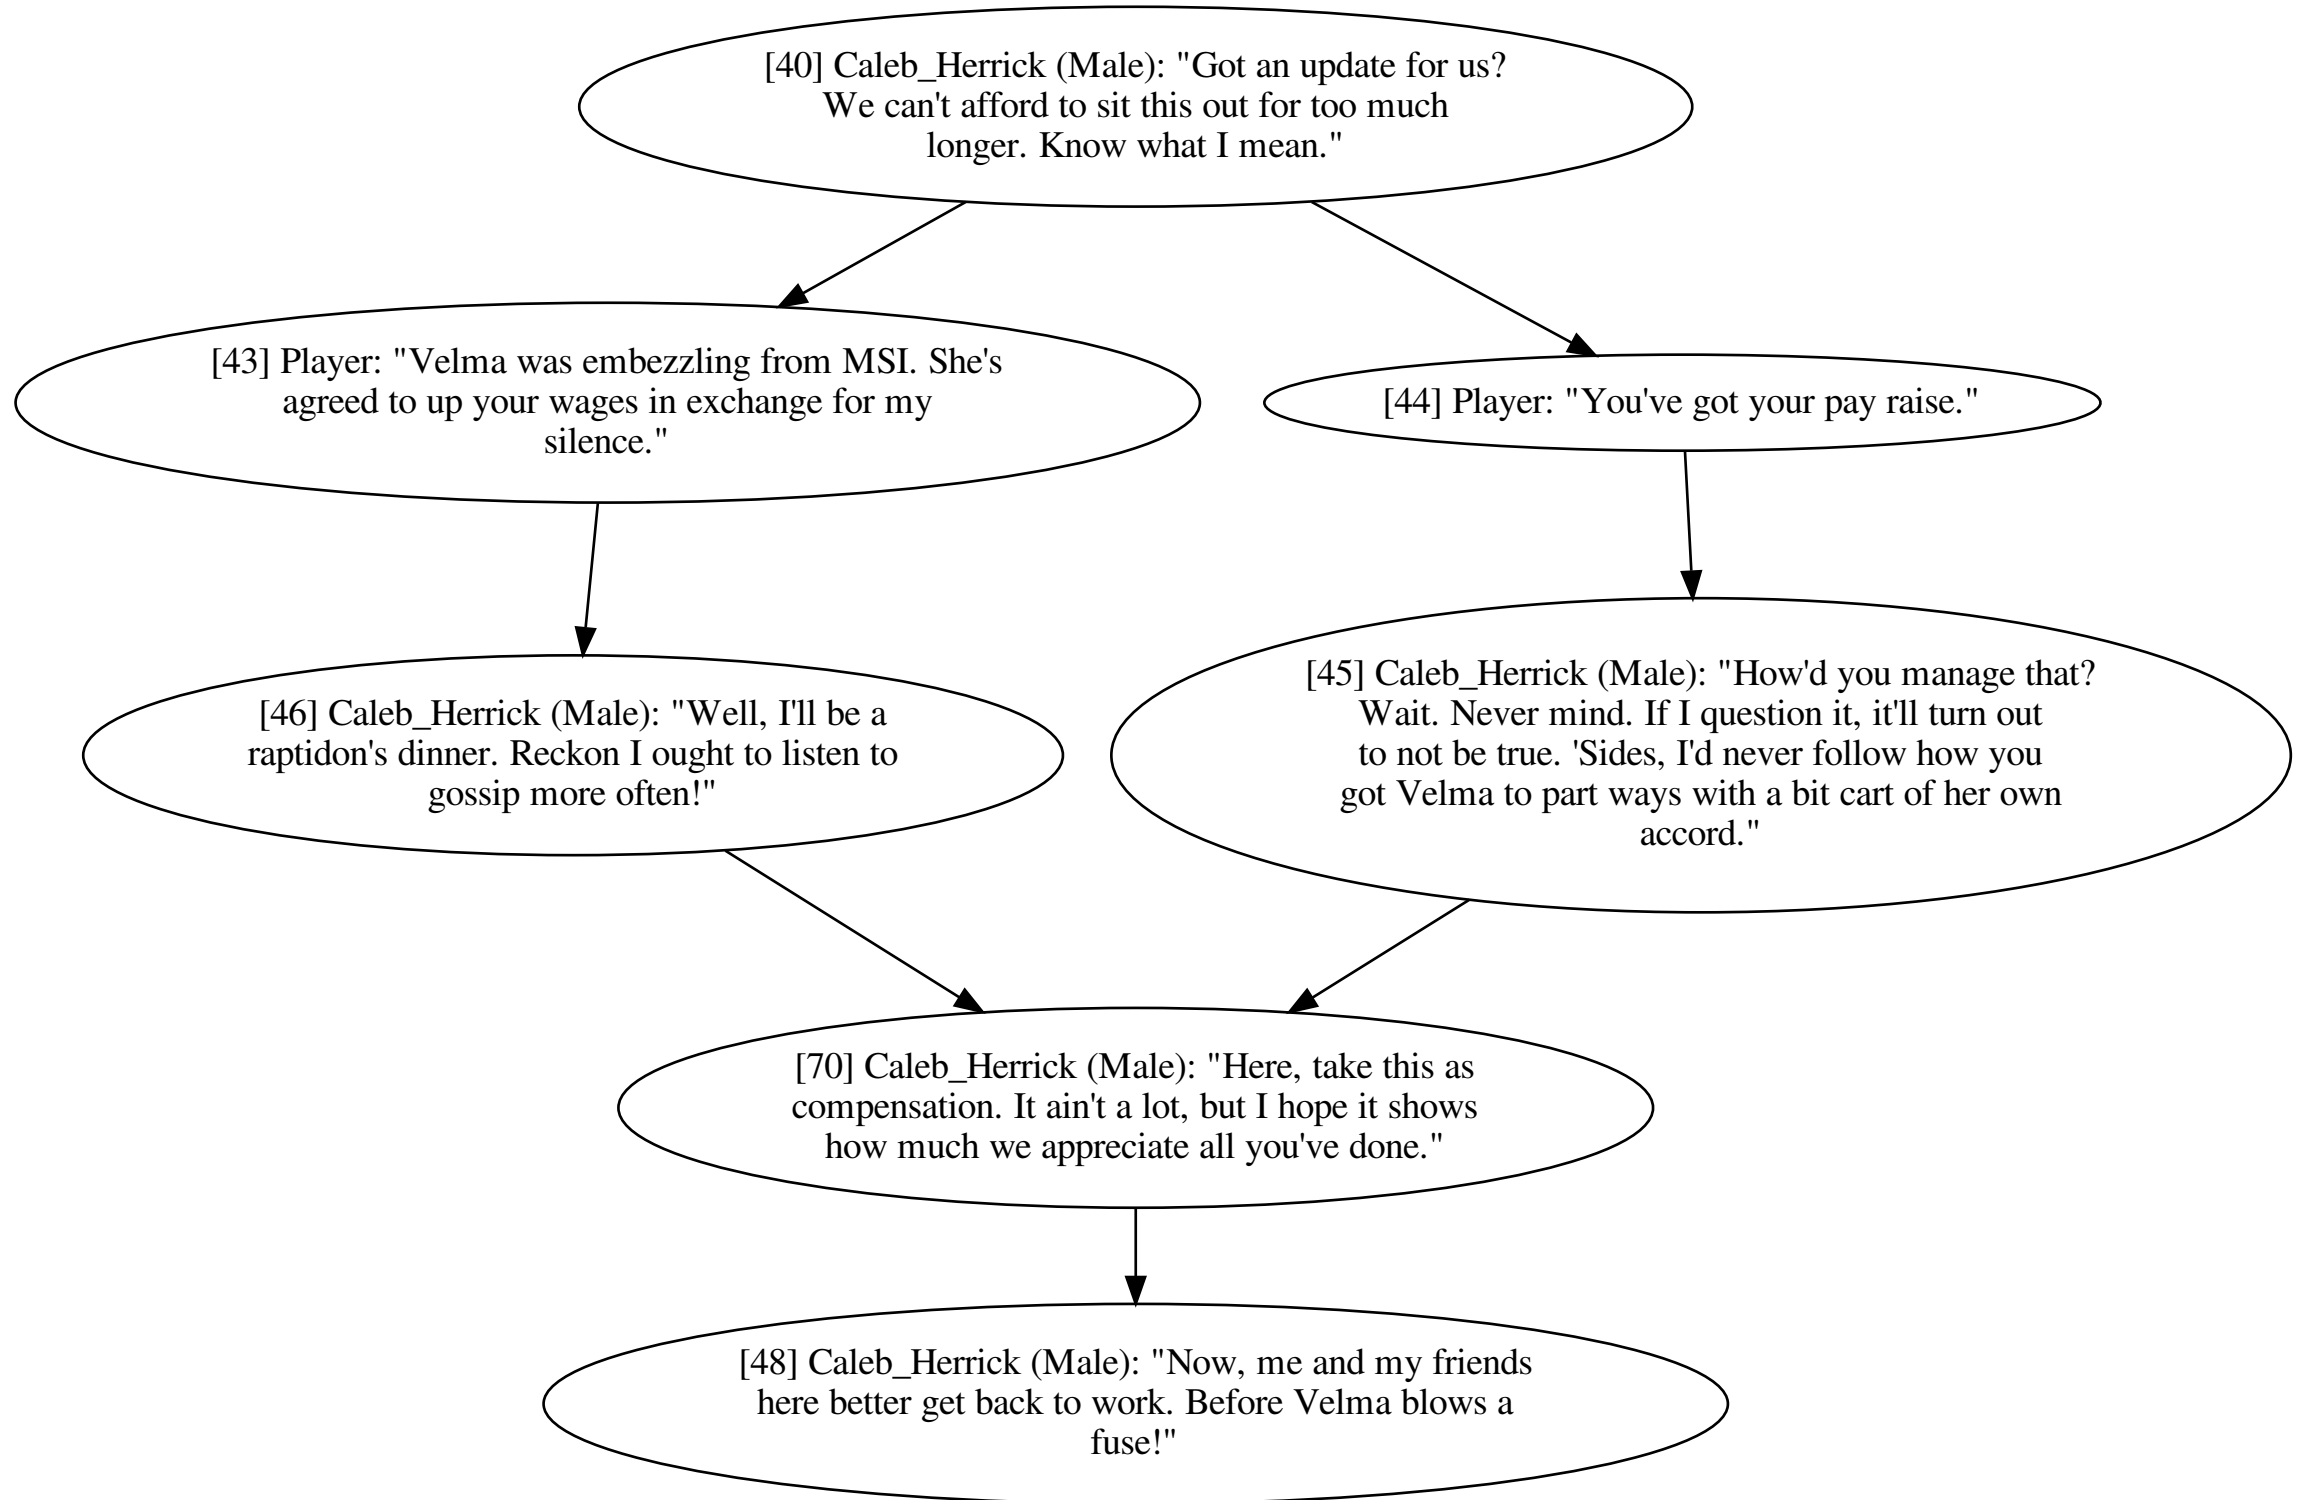 [40] Caleb_Herrick (Male): "Got an update for us?
We can't afford to sit this out for too much
longer. Know what I mean."
[43] Player: "Velma was embezzling from MSI. She's
agreed to up your wages in exchange for my
silence."
[44] Player: "You've got your pay raise."
[46] Caleb_Herrick (Male): "Well, I'll be a
raptidon's dinner. Reckon I ought to listen to
gossip more often!"
[45] Caleb_Herrick (Male): "How'd you manage that?
Wait. Never mind. If I question it, it'll turn out
to not be true. 'Sides, I'd never follow how you
got Velma to part ways with a bit cart of her own
accord."
[70] Caleb_Herrick (Male): "Here, take this as
compensation. It ain't a lot, but I hope it shows
how much we appreciate all you've done."
[48] Caleb_Herrick (Male): "Now, me and my friends
here better get back to work. Before Velma blows a
fuse!"